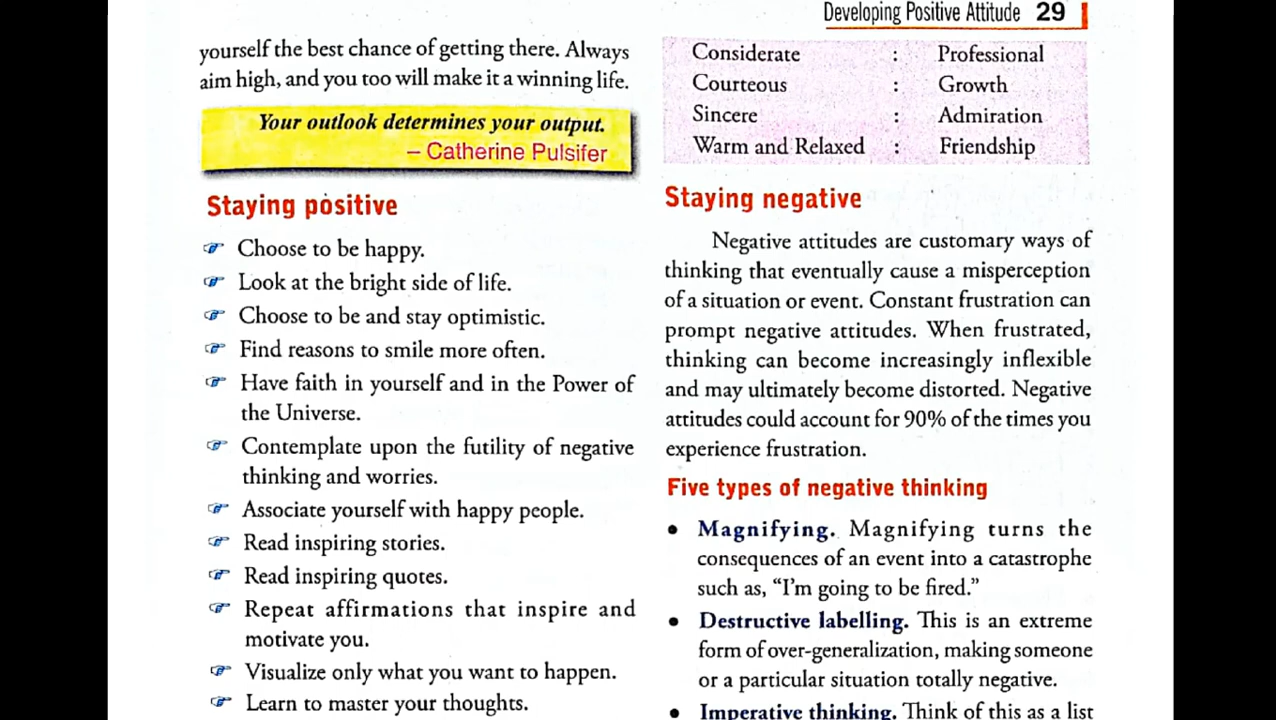 Developing Positive Attitude 29
yourself the best chance of getting there. Always
aim high, and you too will make it a winning life.
Your outlook determines your output.
– Catherine Pulsifer
Staying positive
Choose to be happy.
Look at the bright side of life.
Choose to be and stay optimistic.
Find reasons to smile more often.
Have faith in yourself and in the Power of
the Universe.
Contemplate upon the futility of negative
thinking and worries.
Associate yourself with happy people.
Read inspiring stories.
Read inspiring quotes.
Repeat affirmations that inspire and
motivate you.
Visualize only what you want to happen.
Learn to master your thoughts.
Considerate : Professional
Courteous : Growth
Sincere : Admiration
Warm and Relaxed : Friendship
Staying negative
Negative attitudes are customary ways of
thinking that eventually cause a misperception
of a situation or event. Constant frustration can
prompt negative attitudes. When frustrated,
thinking can become increasingly inflexible
and may ultimately become distorted. Negative
attitudes could account for 90% of the times you
experience frustration.
Five types of negative thinking
• Magnifying. Magnifying turns the
consequences of an event into a catastrophe
such as, “I’m going to be fired.”
• Destructive labelling. This is an extreme
form of over-generalization, making someone
or a particular situation totally negative.
• Imperative thinking. Think of this as a list